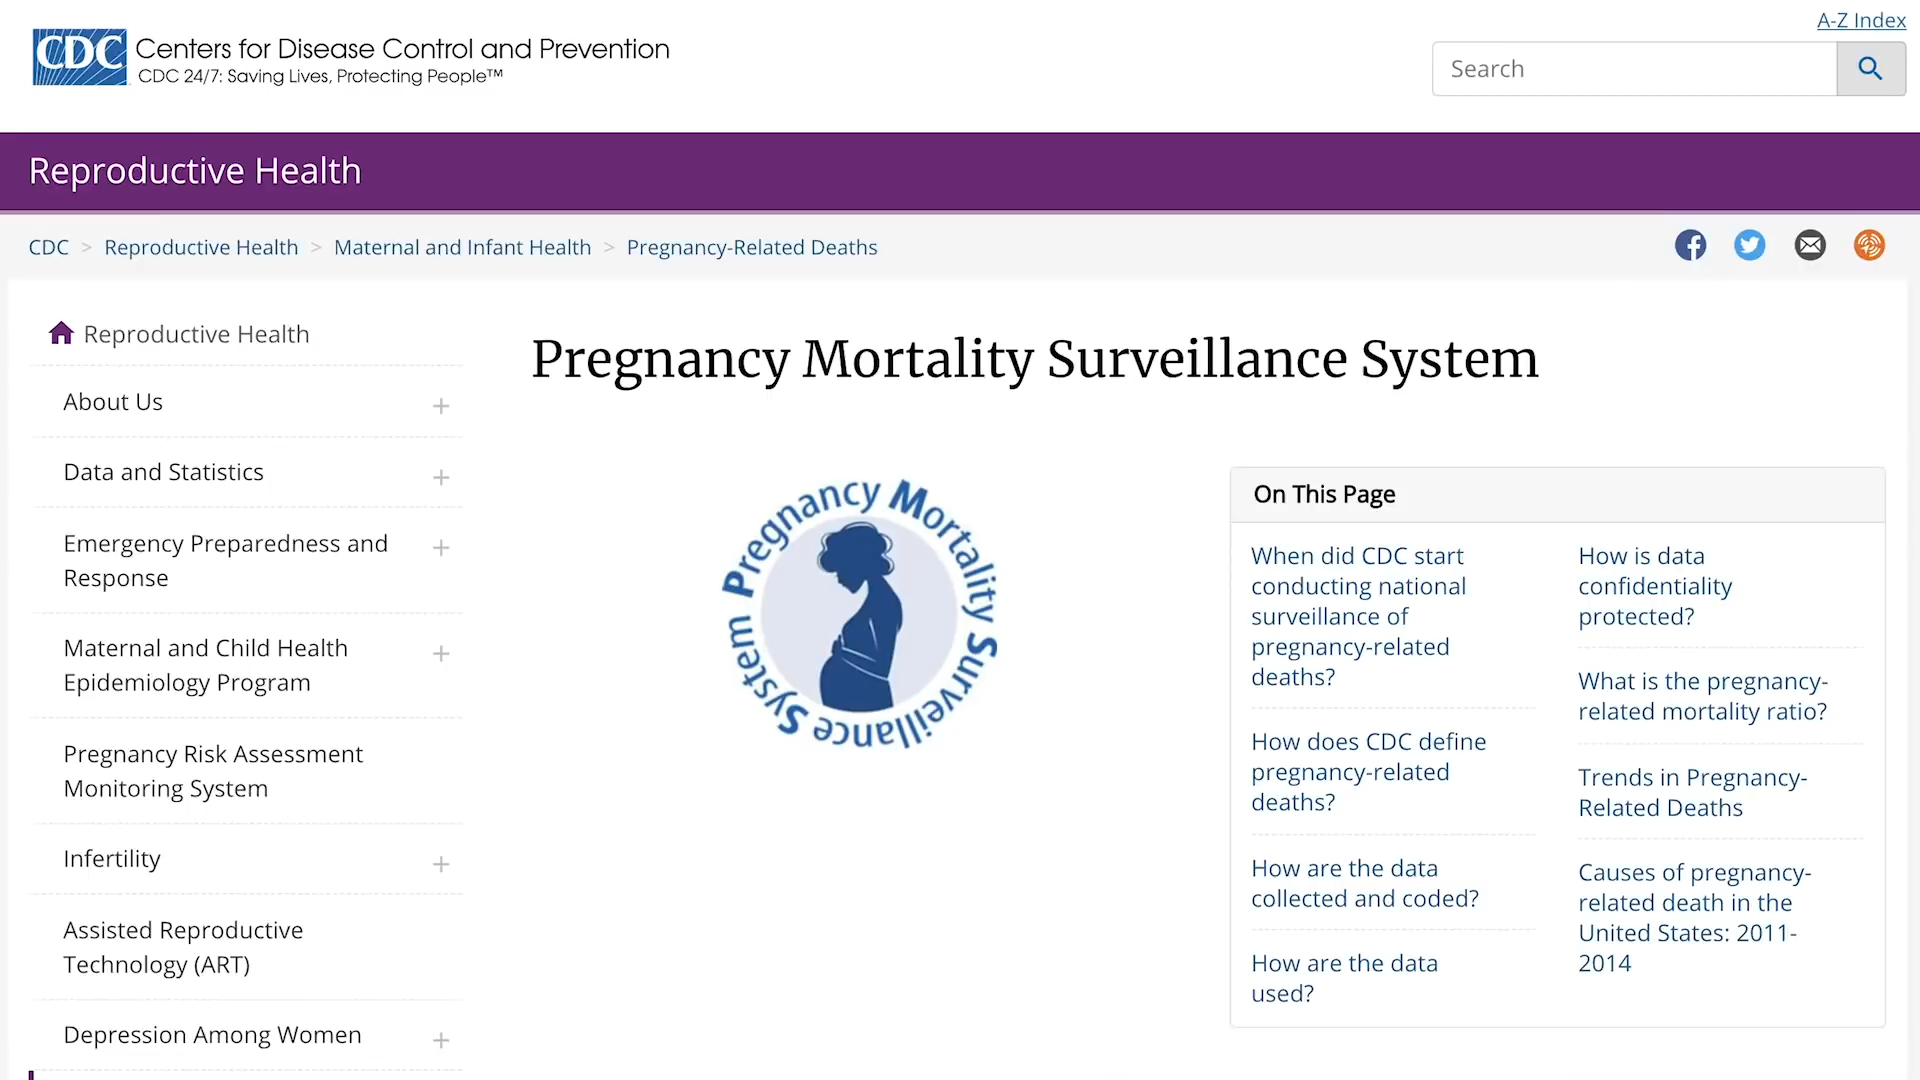 A-Z Index
CDC
Centers for Disease Control and Prevention
CDC 24/7: Saving Lives, Protecting People™
Search
Reproductive Health
CDC > Reproductive Health > Maternal and Infant Health > Pregnancy-Related Deaths
Reproductive Health
About Us
Data and Statistics
Emergency Preparedness and
Response
Maternal and Child Health
Epidemiology Program
Pregnancy Risk Assessment
Monitoring System
Infertility
Assisted Reproductive
Technology (ART)
Depression Among Women
Pregnancy Mortality Surveillance System
Pregnancy Mortality Surveillance System
On This Page
When did CDC start
conducting national
surveillance of
pregnancy-related
deaths?
How does CDC define
pregnancy-related
deaths?
How are the data
collected and coded?
How are the data
used?
How is data
confidentiality
protected?
What is the pregnancy-
related mortality ratio?
Trends in Pregnancy-
Related Deaths
Causes of pregnancy-
related death in the
United States: 2011-
2014